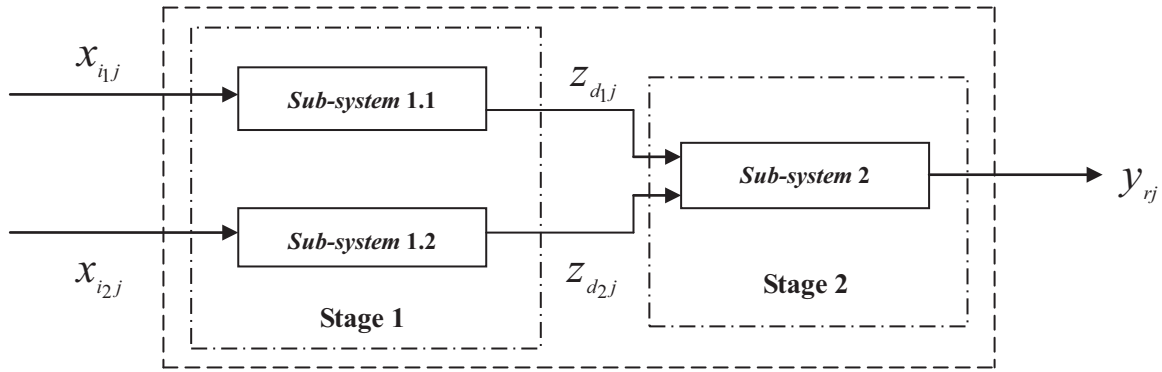 x_{i_1 j}
Sub-system 1.1
z_{d_1 j}
Sub-system 2
y_{rj}
x_{i_2 j}
Sub-system 1.2
z_{d_2 j}
Stage 1
Stage 2